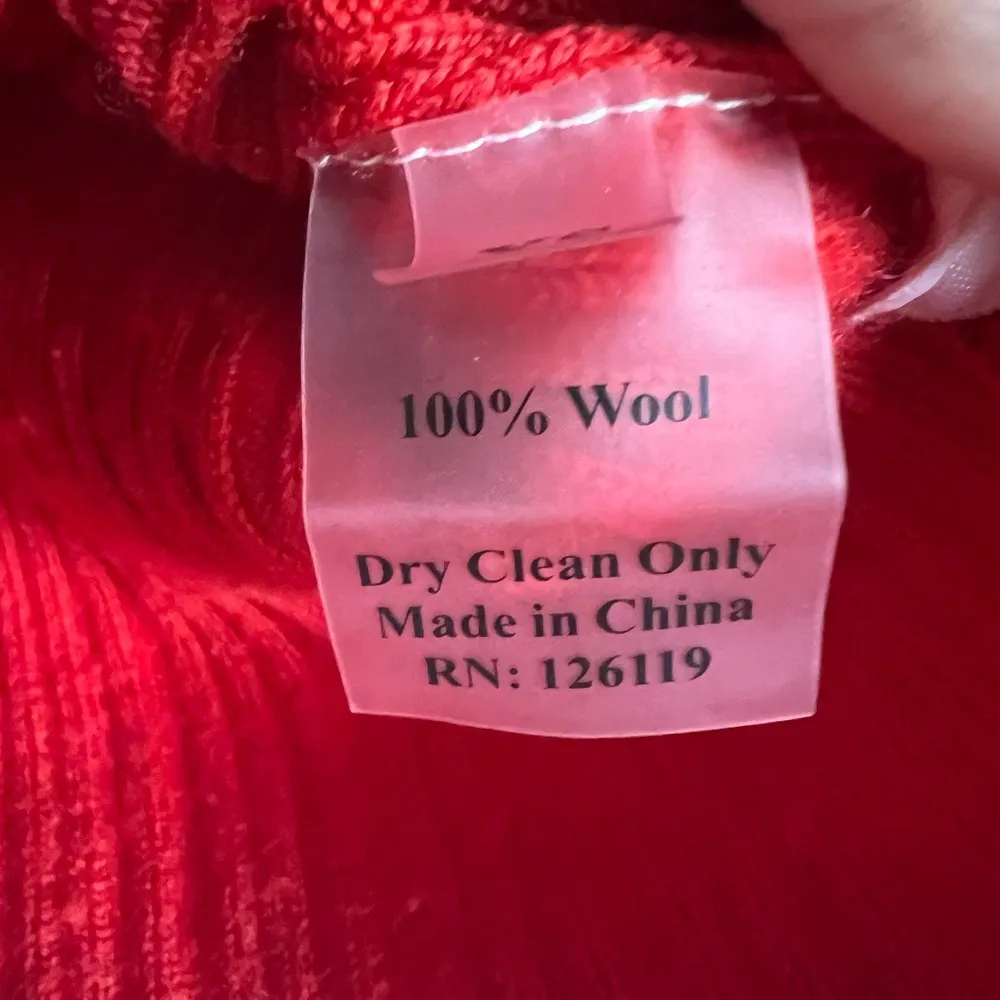 100% Wool
Dry Clean Only
Made in China
RN: 126119